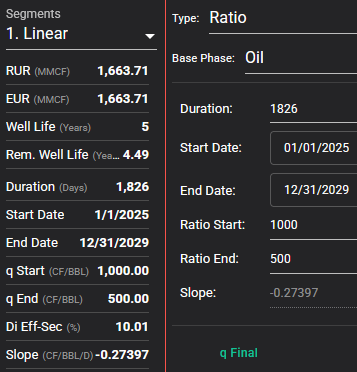 Segments
1. Linear
RUR (MMCF) 1,663.71
EUR (MMCF) 1,663.71
Well Life (Years) 5
Rem. Well Life (Yea... 4.49
Duration (Days) 1,826
Start Date 1/1/2025
End Date 12/31/2029
q Start (CF/BBL) 1,000.00
q End (CF/BBL) 500.00
Di Eff-Sec (%) 10.01
Slope (CF/BBL/D) -0.27397
Type: Ratio
Base Phase: Oil
Duration: 1826
Start Date: 01/01/2025
End Date: 12/31/2029
Ratio Start: 1000
Ratio End: 500
Slope: -0.27397
q Final